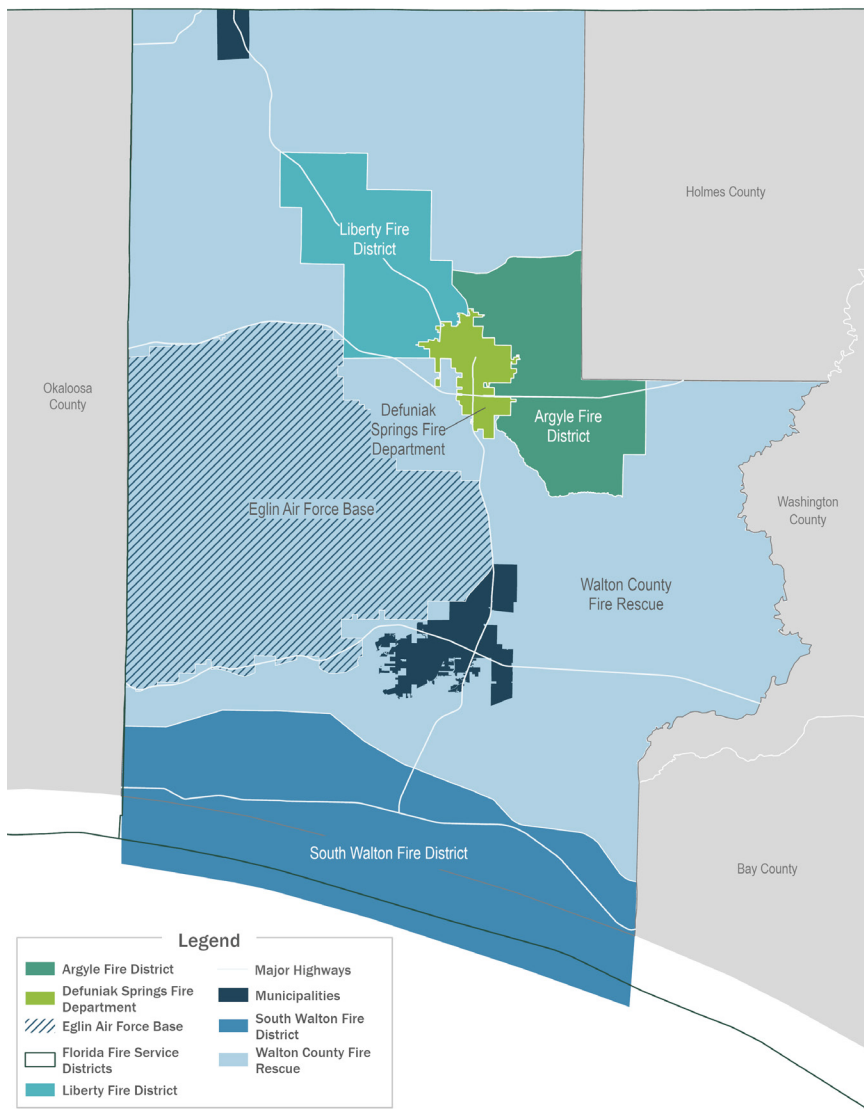 Holmes County
Liberty Fire
District
Okaloosa
County
Defuniak
Springs Fire
Department
Argyle Fire
District
Eglin Air Force Base
Washington
County
Walton County
Fire Rescue
South Walton Fire District
Bay County
Legend
Argyle Fire District
Defuniak Springs Fire
Department
Eglin Air Force Base
Florida Fire Service
Districts
Liberty Fire District
Major Highways
Municipalities
South Walton Fire
District
Walton County Fire
Rescue